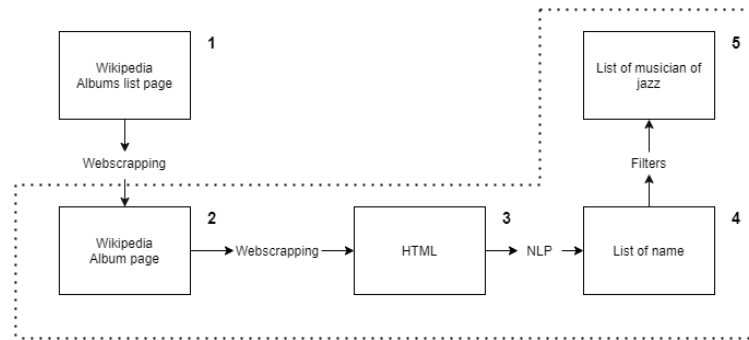 1
Wikipedia
Albums list page
Webscrapping
5
List of musician of
jazz
Filters
2
Wikipedia
Album page
Webscrapping
3
HTML
NLP
4
List of name